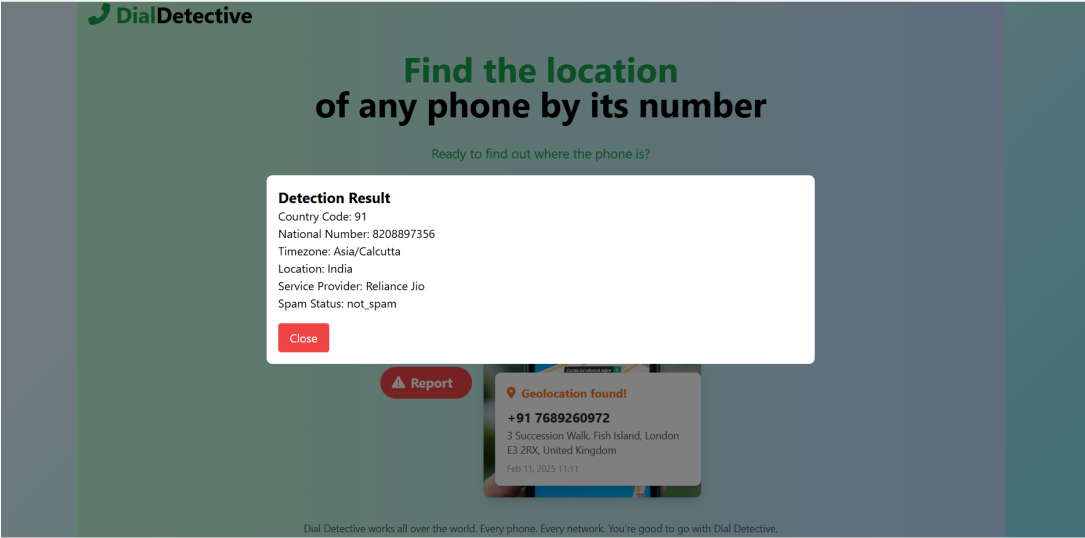 DialDetective
Find the location
of any phone by its number
Ready to find out where the phone is?
Detection Result
Country Code: 91
National Number: 8208897356
Timezone: Asia/Calcutta
Location: India
Service Provider: Reliance Jio
Spam Status: not_spam
Close
Report
Geolocation found!
+91 7689260972
3 Succession Walk, Fish Island, London
E3 2RX, United Kingdom
Feb 11, 2025 11:11
Dial Detective works all over the world. Every phone. Every network. You're good to go with Dial Detective.